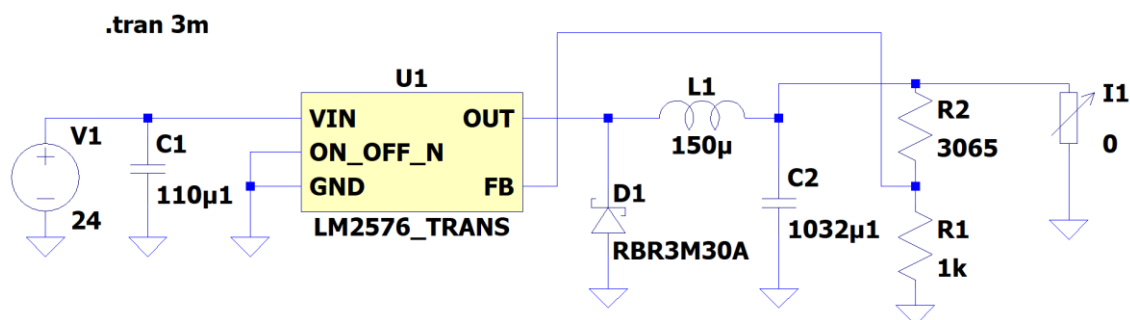 .tran 3m
U1
VIN
OUT
ON_OFF_N
GND
FB
LM2576_TRANS
V1
24
C1
110µ1
L1
150µ
D1
RBR3M30A
C2
1032µ1
R2
3065
R1
1k
I1
0